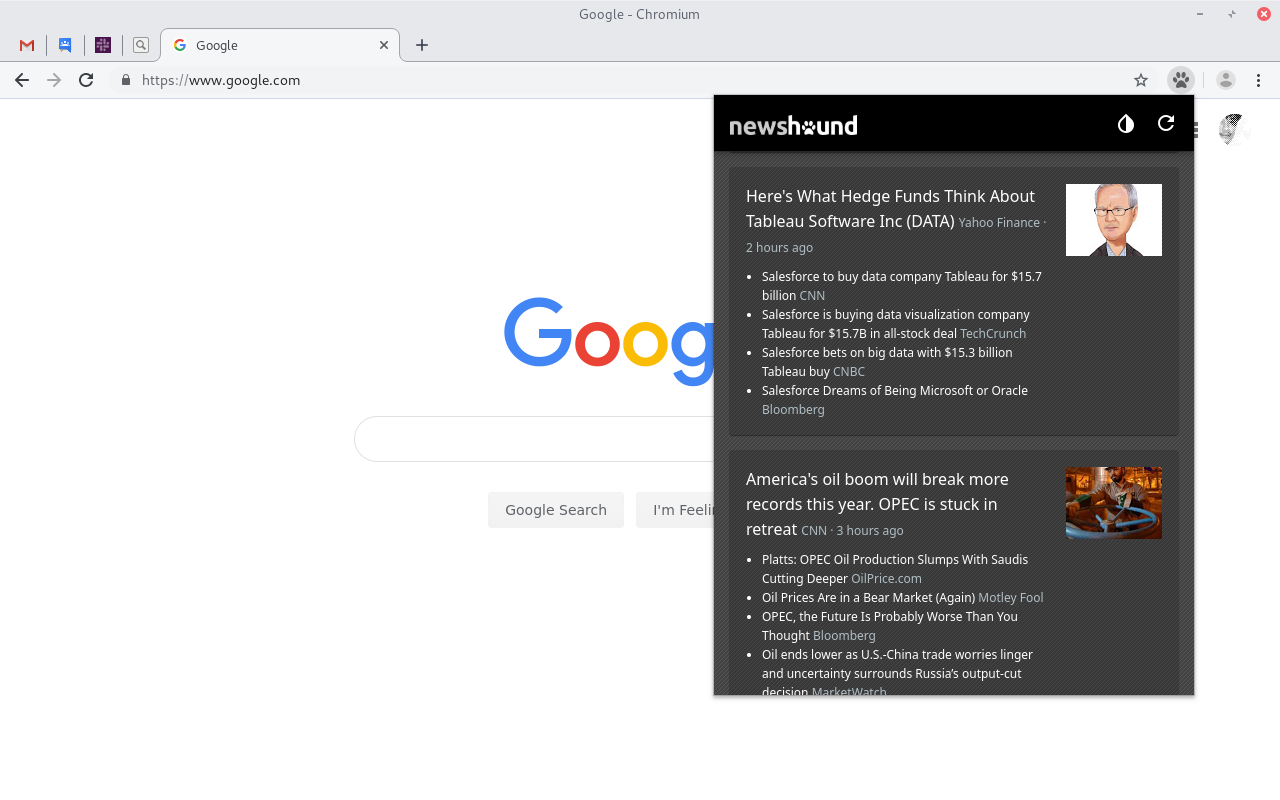 Google - Chromium
Google
https://www.google.com
newshound
Here's What Hedge Funds Think About
Tableau Software Inc (DATA) Yahoo Finance ·
2 hours ago
• Salesforce to buy data company Tableau for $15.7
billion CNN
• Salesforce is buying data visualization company
Tableau for $15.7B in all-stock deal TechCrunch
• Salesforce bets on big data with $15.3 billion
Tableau buy CNBC
• Salesforce Dreams of Being Microsoft or Oracle
Bloomberg
America's oil boom will break more
records this year. OPEC is stuck in
retreat CNN · 3 hours ago
• Platts: OPEC Oil Production Slumps With Saudis
Cutting Deeper OilPrice.com
• Oil Prices Are in a Bear Market (Again) Motley Fool
• OPEC, the Future Is Probably Worse Than You
Thought Bloomberg
• Oil ends lower as U.S.-China trade worries linger
and uncertainty surrounds Russia’s output-cut
decision MarketWatch
Goog
Google Search
I'm Feelin